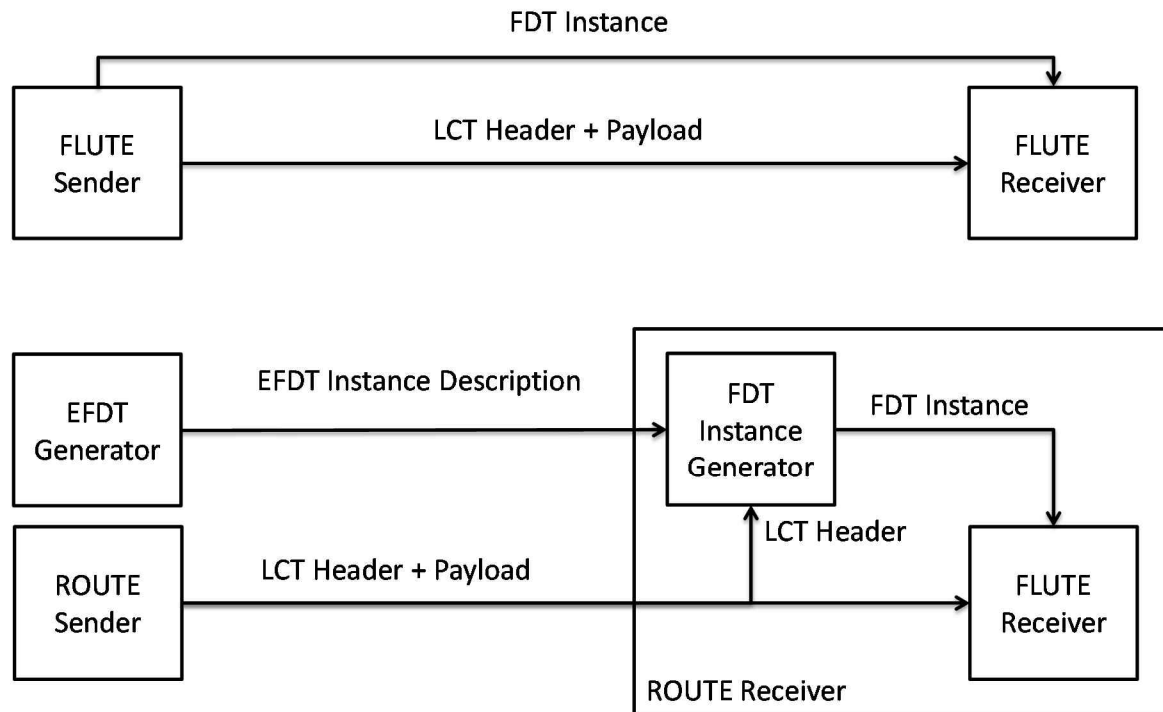 FDT Instance
FLUTE
Sender
LCT Header + Payload
FLUTE
Receiver
EFDT
Generator
EFDT Instance Description
FDT
Instance
Generator
FDT Instance
LCT Header
ROUTE
Sender
LCT Header + Payload
FLUTE
Receiver
ROUTE Receiver